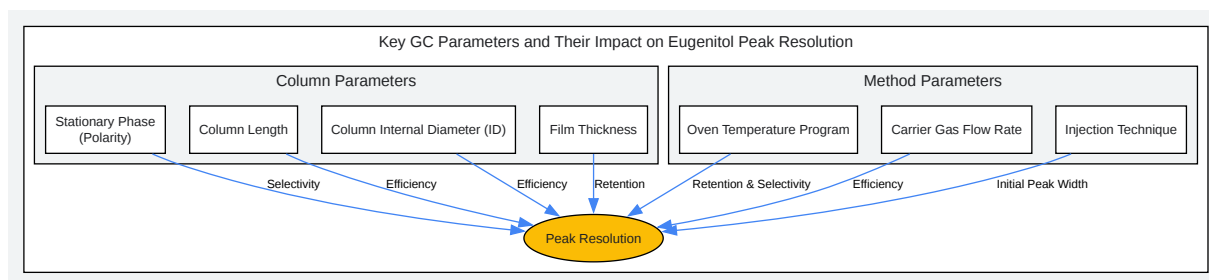 Key GC Parameters and Their Impact on Eugenitol Peak Resolution
Column Parameters
Method Parameters
Stationary Phase
(Polarity)
Column Length
Column Internal Diameter (ID)
Film Thickness
Oven Temperature Program
Carrier Gas Flow Rate
Injection Technique
Selectivity
Efficiency
Efficiency
Retention
Retention & Selectivity
Efficiency
Initial Peak Width
Peak Resolution